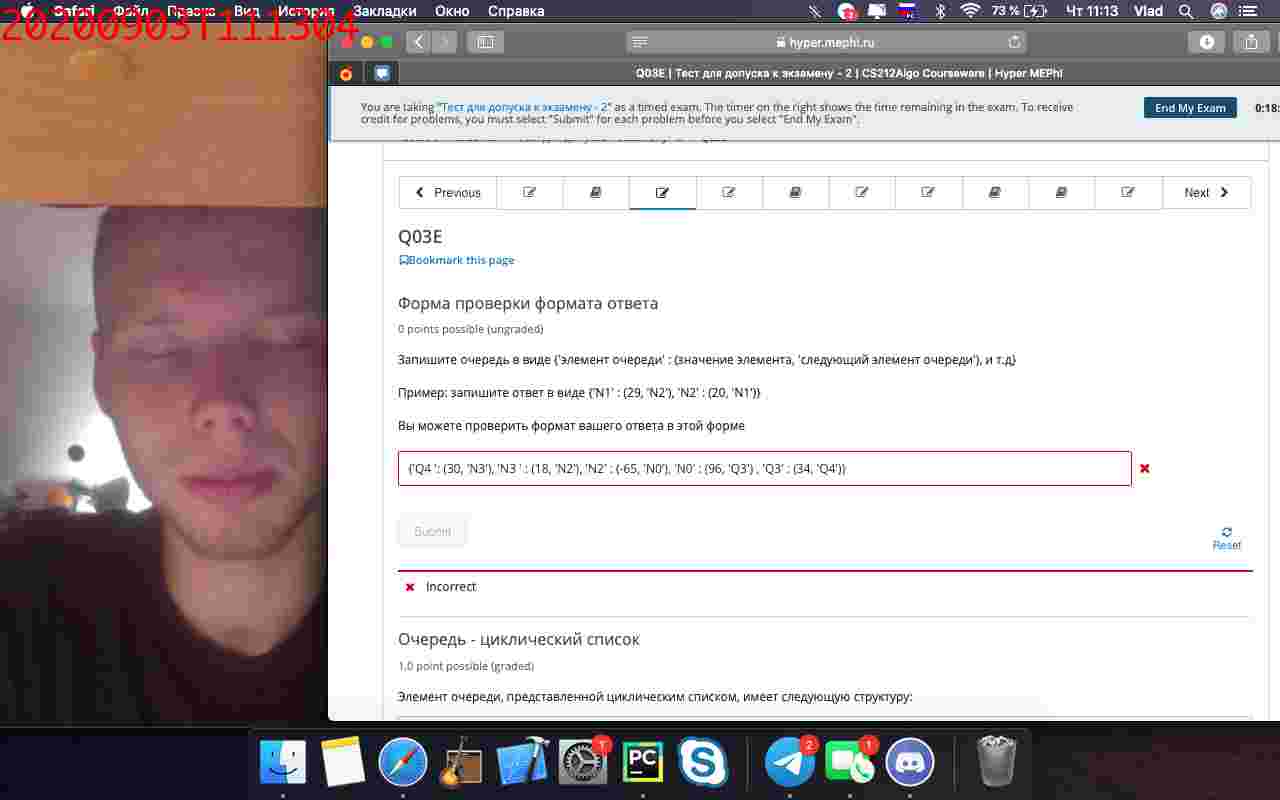 20200903T111304
Safari Файл Правка Вид История Закладки Окно Справка
73 % Чт 11:13 Vlad
hyper.mephi.ru
Q03E | Тест для допуска к экзамену - 2 | CS212Algo Courseware | Hyper MEPhI
You are taking "Тест для допуска к экзамену - 2" as a timed exam. The timer on the right shows the time remaining in the exam. To receive
credit for problems, you must select "Submit" for each problem before you select "End My Exam".
End My Exam
0:18:
Previous
Next
Q03E
Bookmark this page
Форма проверки формата ответа
0 points possible (ungraded)
Запишите очередь в виде {'элемент очереди' : (значение элемента, 'следующий элемент очереди'), и т.д}
Пример: запишите ответ в виде {'N1' : (29, 'N2'), 'N2' : (20, 'N1')}
Вы можете проверить формат вашего ответа в этой форме
{'Q4 ': (30, 'N3'), 'N3 ' : (18, 'N2'), 'N2' : (-65, 'N0'), 'N0' : (96, 'Q3') , 'Q3' : (34, 'Q4')}
Submit
Reset
Incorrect
Очередь - циклический список
1.0 point possible (graded)
Элемент очереди, представленной циклическим списком, имеет следующую структуру:
1
PC
2
1